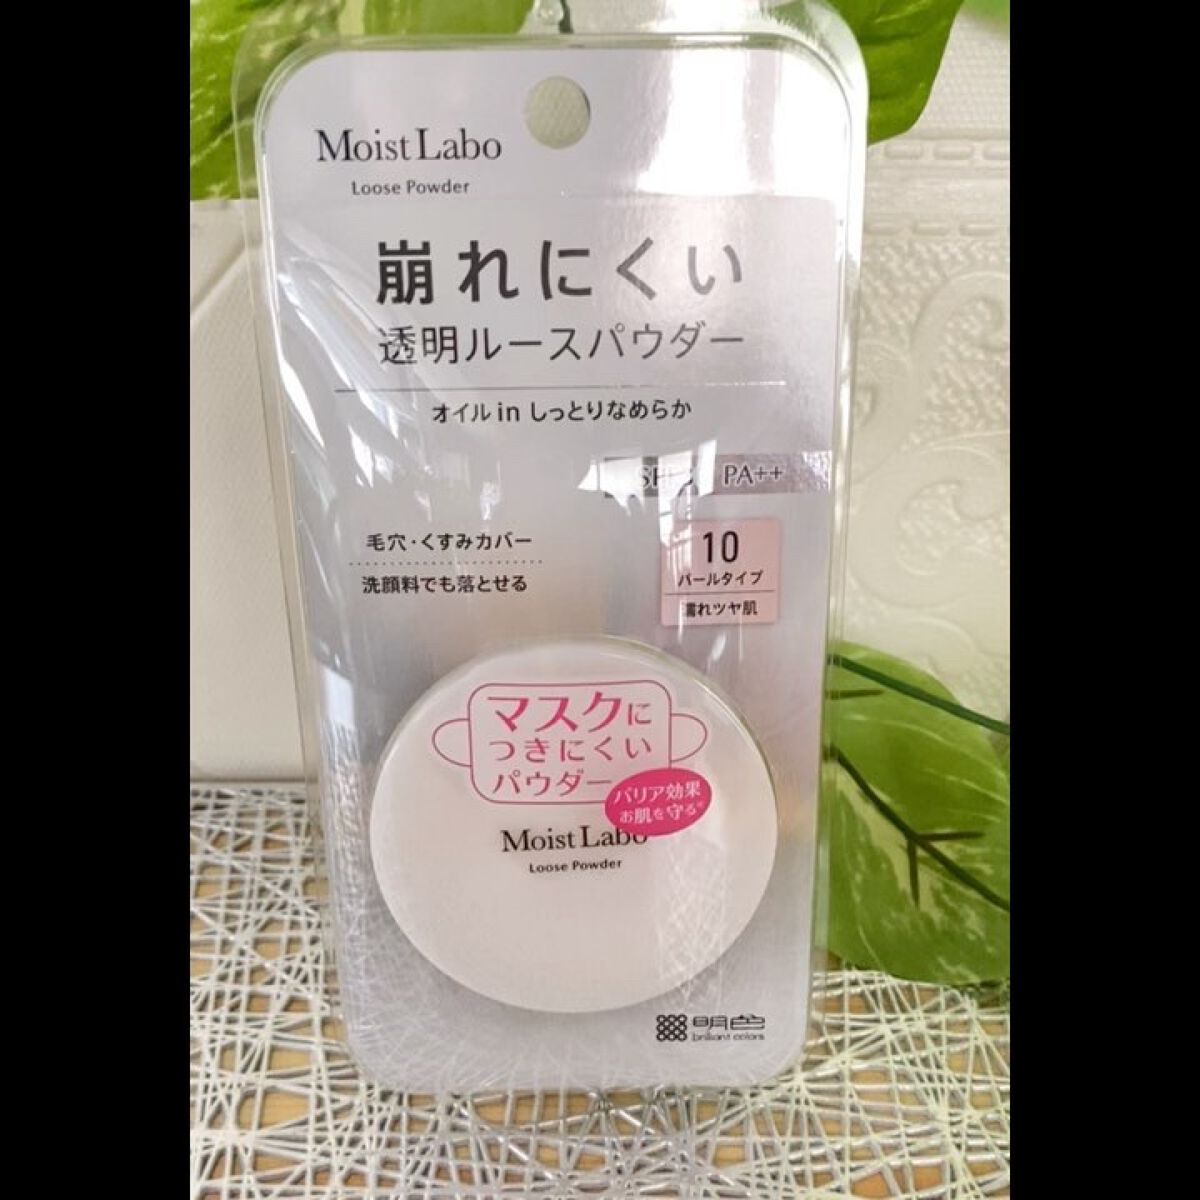 Moist Labo
Loose Powder
崩れにくい
透明ルースパウダー
オイル in しっとりなめらか
PA++
毛穴・くすみカバー
洗顔料でも落とせる
10
パールタイプ
濡れツヤ肌
マスクに
つきにくい
パウダー
バリア効果
お肌を守る*
Moist Labo
Loose Powder
明色
brilliant colors